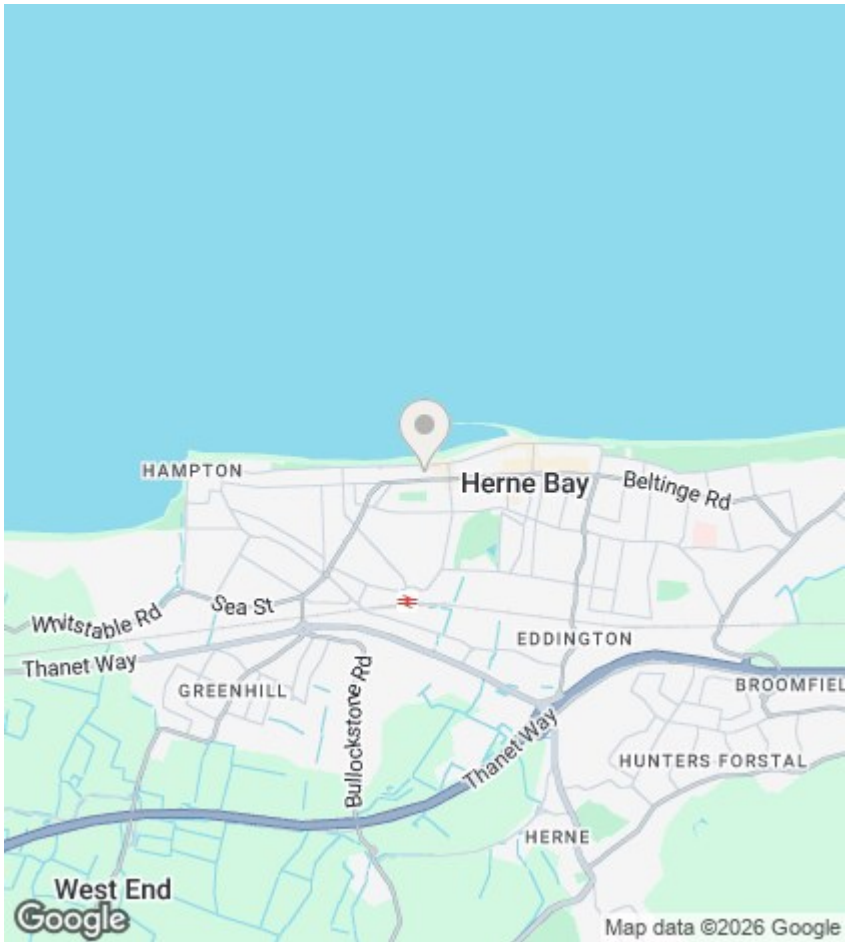 HAMPTON
Herne Bay
Beltinge Rd
Whitstable Rd
Sea St
EDDINGTON
Thanet Way
GREENHILL
Bullockstone Rd
BROOMFIEL
Thanet Way
HUNTERS FORSTAL
HERNE
West End
Google
Map data ©2026 Google